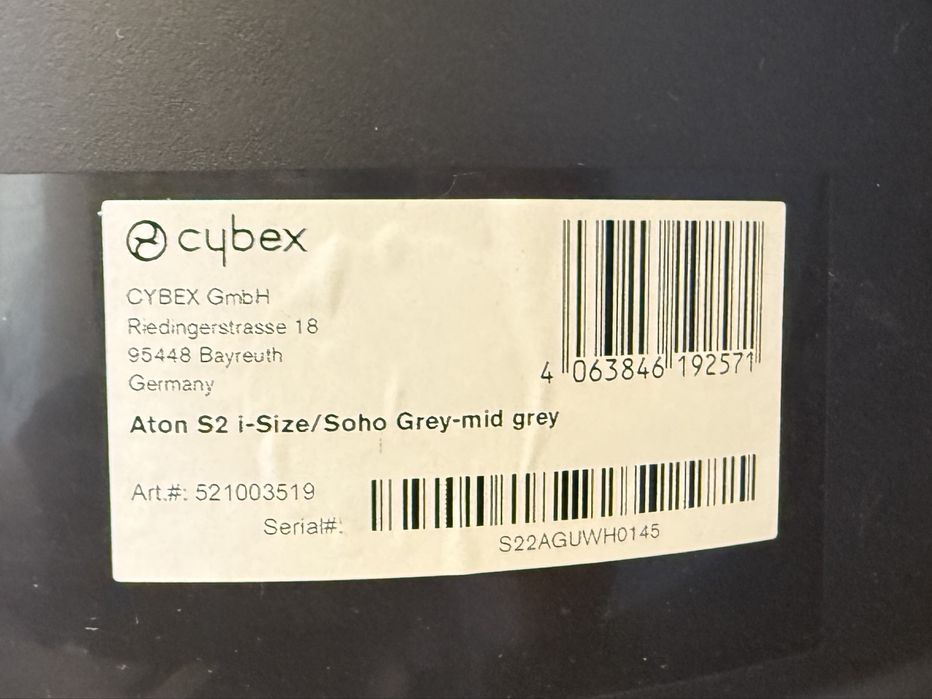 cybex
CYBEX GmbH
Riedingerstrasse 18
95448 Bayreuth
Germany
4 063846 192571
Aton S2 i-Size/Soho Grey-mid grey
Art.#: 521003519
Serial#:
S22AGUWH0145